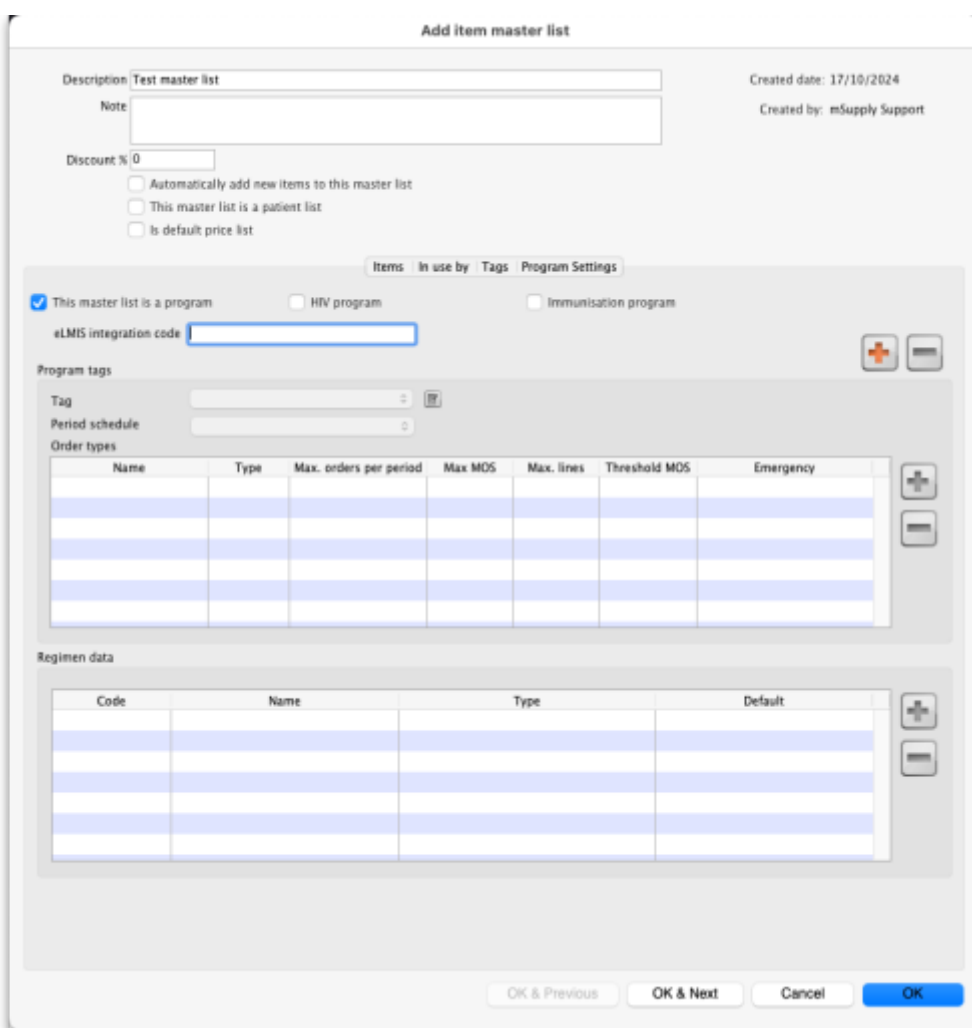 Add item master list
Description Test master list Created date: 17/10/2024
Note Created by: mSupply Support
Discount % 0
Automatically add new items to this master list
This master list is a patient list
Is default price list
Items In use by Tags Program Settings
This master list is a program HIV program Immunisation program
eLMIS integration code
Program tags
Tag
Period schedule
Order types
Name Type Max. orders per period Max MOS Max. lines Threshold MOS Emergency
Regimen data
Code Name Type Default
OK & Previous OK & Next Cancel OK